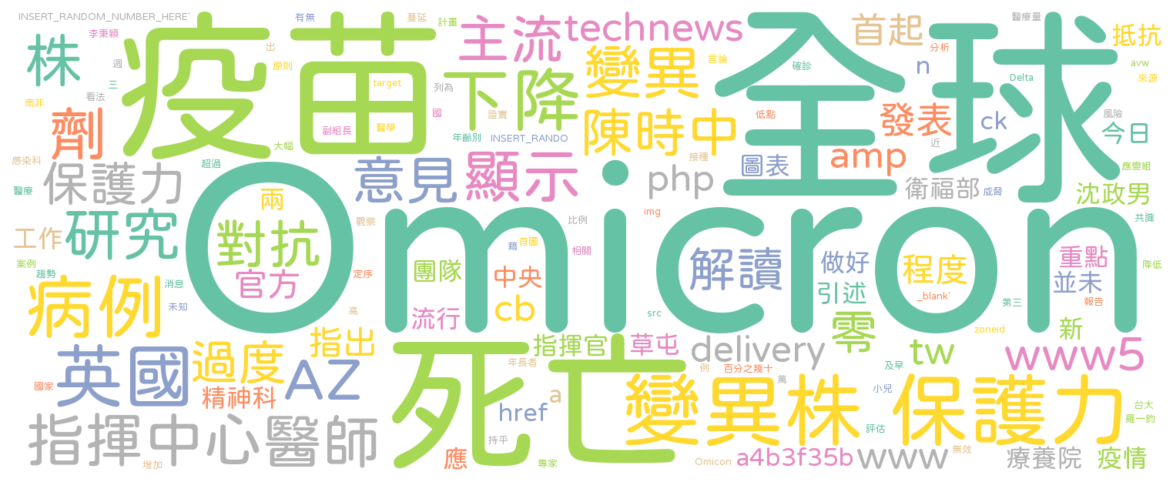 INSERT_RANDOM_NUMBER_HERE`
有無
蔓延
計畫
醫療量
李秉穎
疫苗
主流
technews
全球
首起
抵抗
株
週
出
原則
三
看法
target
列為
言論
變異
確診
n
分析
Delta
avw
來源
南非
劑
副組長
醫學
下降
證實
國
INSERT_RANDO
年齡別
陳時中
低點
發表
ck
近
風險
今日
感染科
大幅
超過
保護力
意見
顯示
接種
圖表
amp
php
衛福部
威脅
應變組
沈政男
醫療
兩
Omicron
工作
研究
對抗
觀察
比例
img
共識
案例
趨勢
消息
官方
團隊
藉
百圖
相關
中央
定序
解讀
做好
程度
重點
並未
降低
病例
未知
高
cb
流行
src
引述
_blank`
第三
報告
指出
零
zoneid
新
英國
過度
AZ
死亡
指揮官
草屯
delivery
tw
www5
國家
精神科
年長者
例
百分之幾十
萬
小兒
及早
指揮中心醫師
href
a
變異株
保護力
台大
羅一鈞
持平
評估
增加
應
專家
Omicon
a4b3f35b
www
無效
療養院
疫情